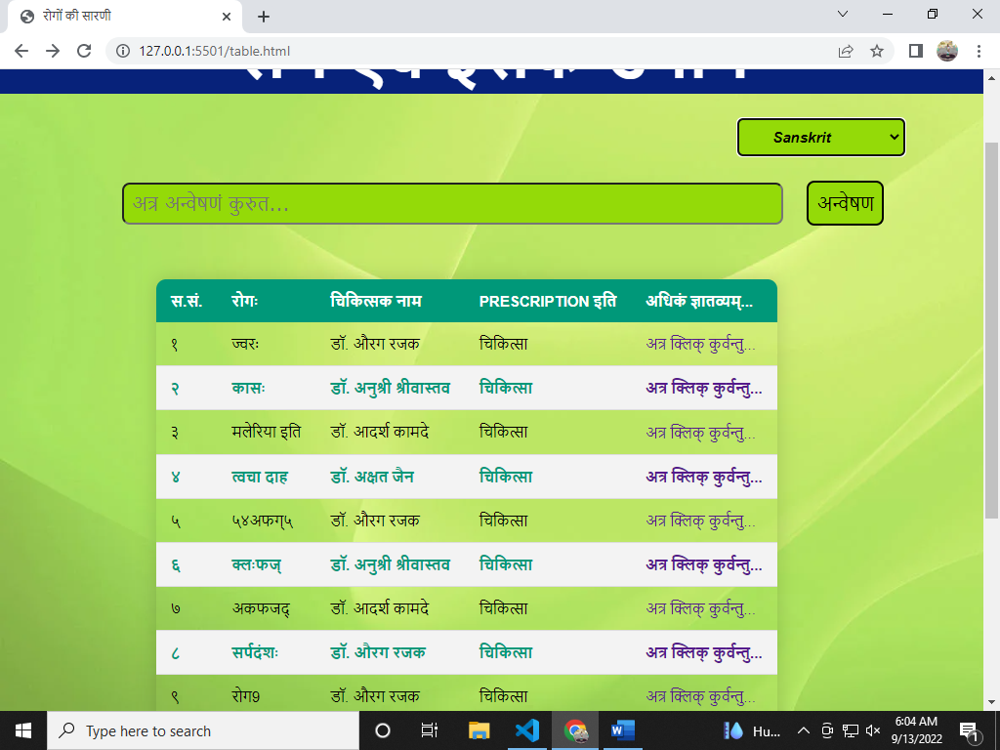 रोगों की सारणी
127.0.0.1:5501/table.html
Sanskrit
अत्र अन्वेषणं कुरुत...
अन्वेषण
स.सं. रोगः चिकित्सक नाम PRESCRIPTION इति अधिकं ज्ञातव्यम्...
१ ज्वरः डॉ. औरग रजक चिकित्सा अत्र क्लिक् कुर्वन्तु...
२ कासः डॉ. अनुश्री श्रीवास्तव चिकित्सा अत्र क्लिक् कुर्वन्तु...
३ मलेरिया इति डॉ. आदर्श कामदे चिकित्सा अत्र क्लिक् कुर्वन्तु...
४ त्वचा दाह डॉ. अक्षत जैन चिकित्सा अत्र क्लिक् कुर्वन्तु...
५ ५४अफग्५ डॉ. औरग रजक चिकित्सा अत्र क्लिक् कुर्वन्तु...
६ क्लःफज् डॉ. अनुश्री श्रीवास्तव चिकित्सा अत्र क्लिक् कुर्वन्तु...
७ अकफजद् डॉ. आदर्श कामदे चिकित्सा अत्र क्लिक् कुर्वन्तु...
८ सर्पदंशः डॉ. औरग रजक चिकित्सा अत्र क्लिक् कुर्वन्तु...
९ रोग9 डॉ. औरग रजक चिकित्सा अत्र क्लिक् कुर्वन्तु...
Type here to search
Hu...
6:04 AM
9/13/2022
1